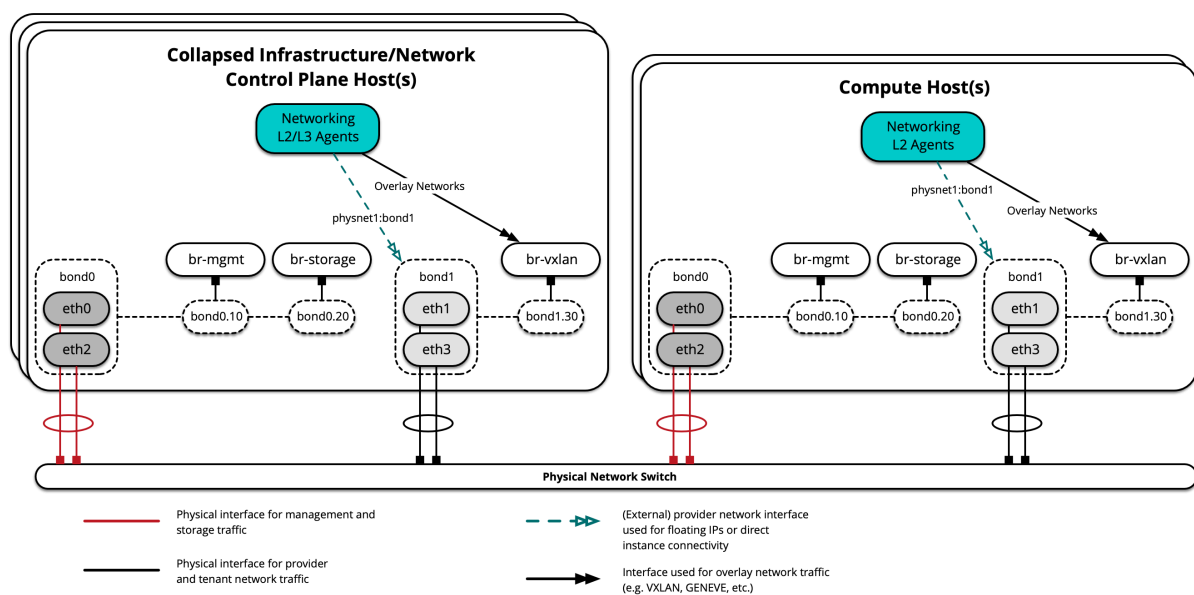 Collapsed Infrastructure/Network
Control Plane Host(s)
Networking
L2/L3 Agents
Overlay Networks
physnet1:bond1
br-mgmt
br-storage
br-vxlan
bond0
bond1
eth0
eth1
bond0.10
bond0.20
bond1.30
eth2
eth3
Compute Host(s)
Networking
L2 Agents
physnet1:bond1
Overlay Networks
br-mgmt
br-storage
br-vxlan
bond0
bond1
eth0
eth1
bond0.10
bond0.20
bond1.30
eth2
eth3
Physical Network Switch
Physical interface for management and
storage traffic
Physical interface for provider
and tenant network traffic
(External) provider network interface
used for floating IPs or direct
instance connectivity
Interface used for overlay network traffic
(e.g. VXLAN, GENEVE, etc.)